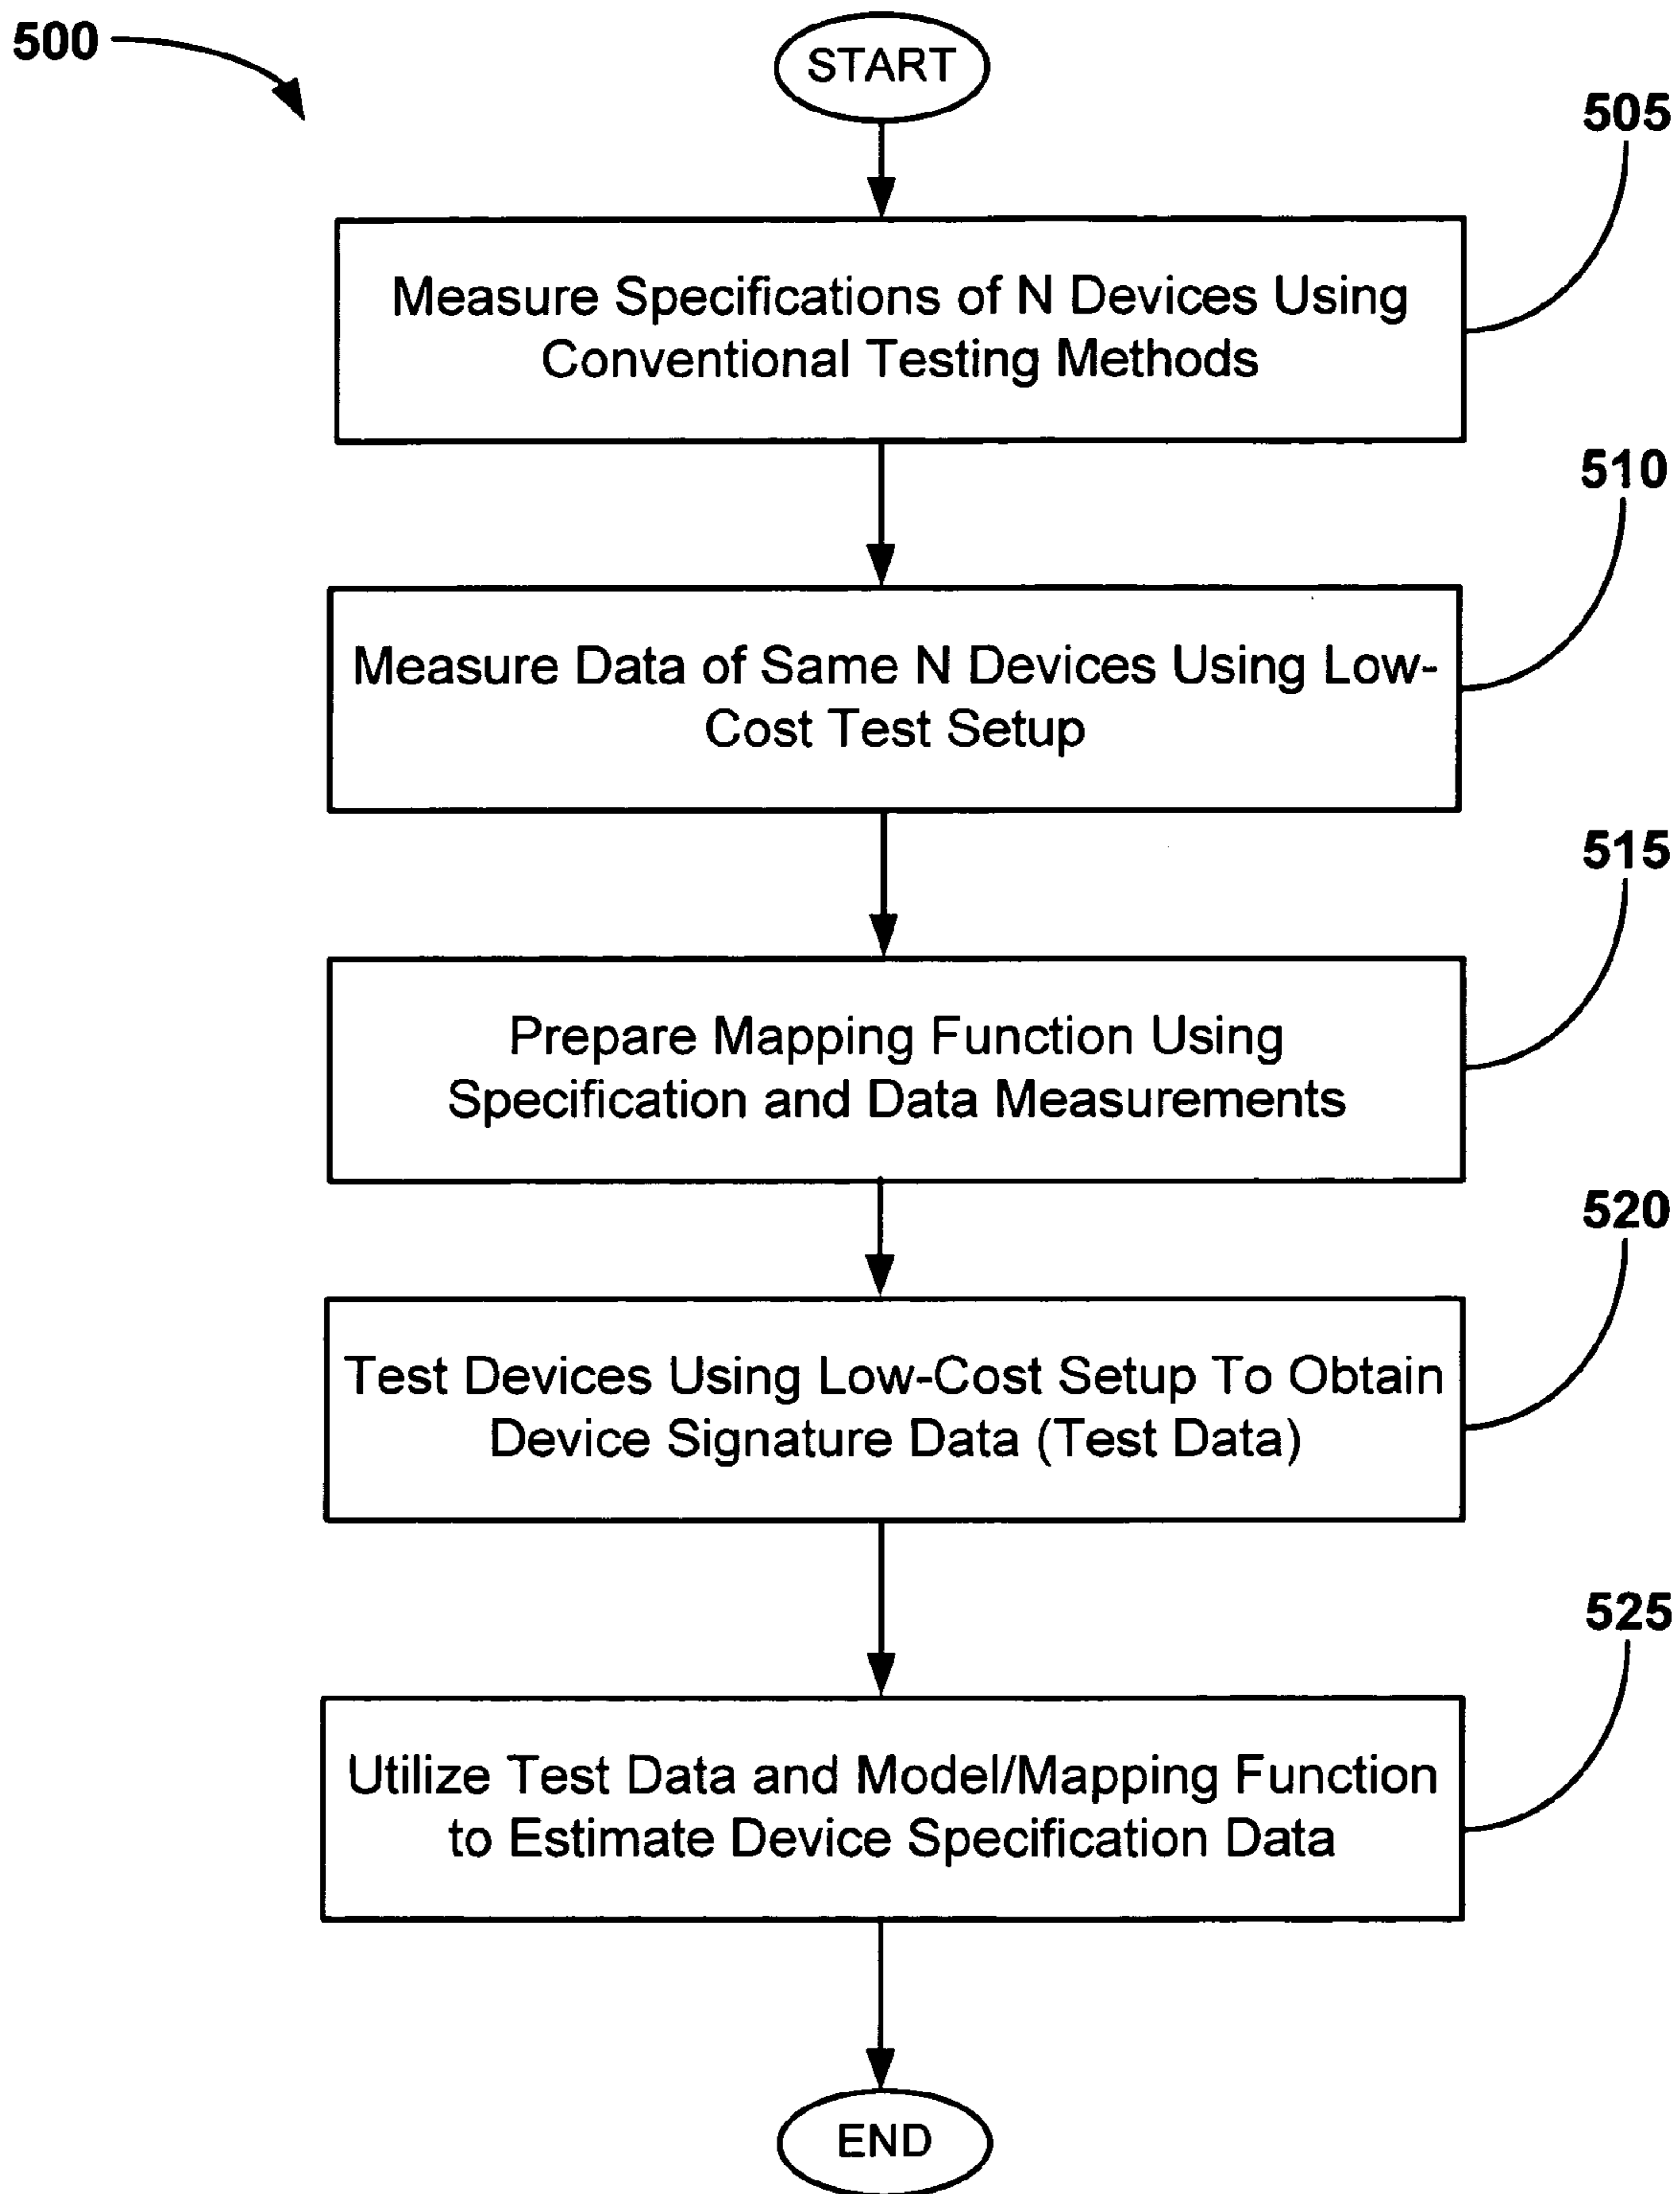 500
START
505
Measure Specifications of N Devices Using
Conventional Testing Methods
510
Measure Data of Same N Devices Using Low-
Cost Test Setup
515
Prepare Mapping Function Using
Specification and Data Measurements
520
Test Devices Using Low-Cost Setup To Obtain
Device Signature Data (Test Data)
525
Utilize Test Data and Model/Mapping Function
to Estimate Device Specification Data
END